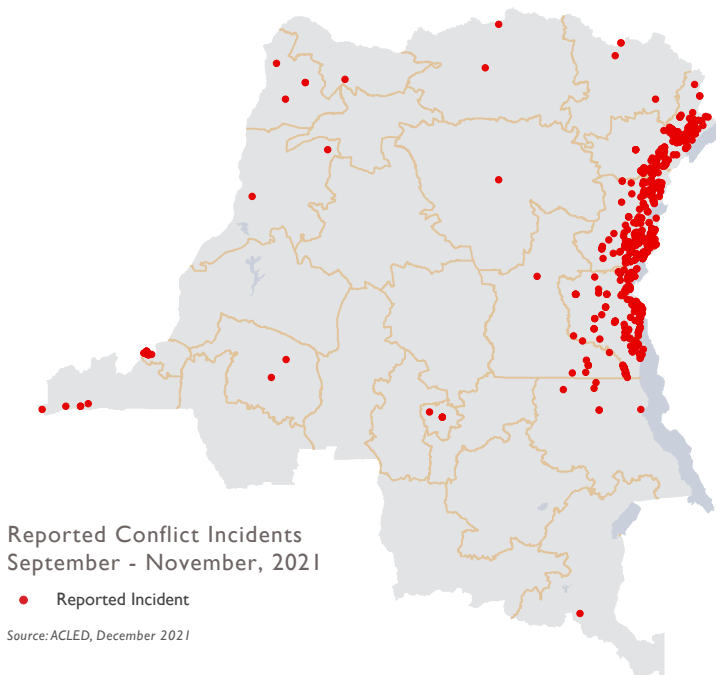 Reported Conflict Incidents
September - November, 2021
Reported Incident
Source: ACLED, December 2021